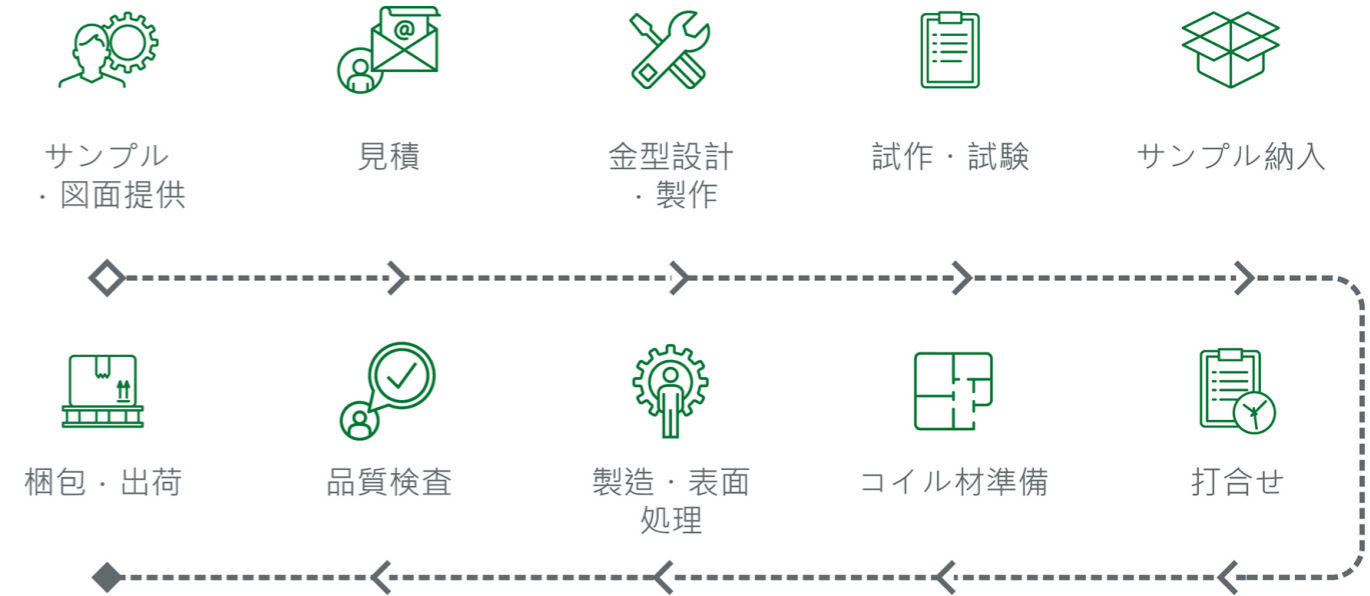 @
サンプル
・図面提供
見積
金型設計
・製作
試作・試験
サンプル納入
梱包・出荷
品質検査
製造・表面
処理
コイル材準備
打合せ